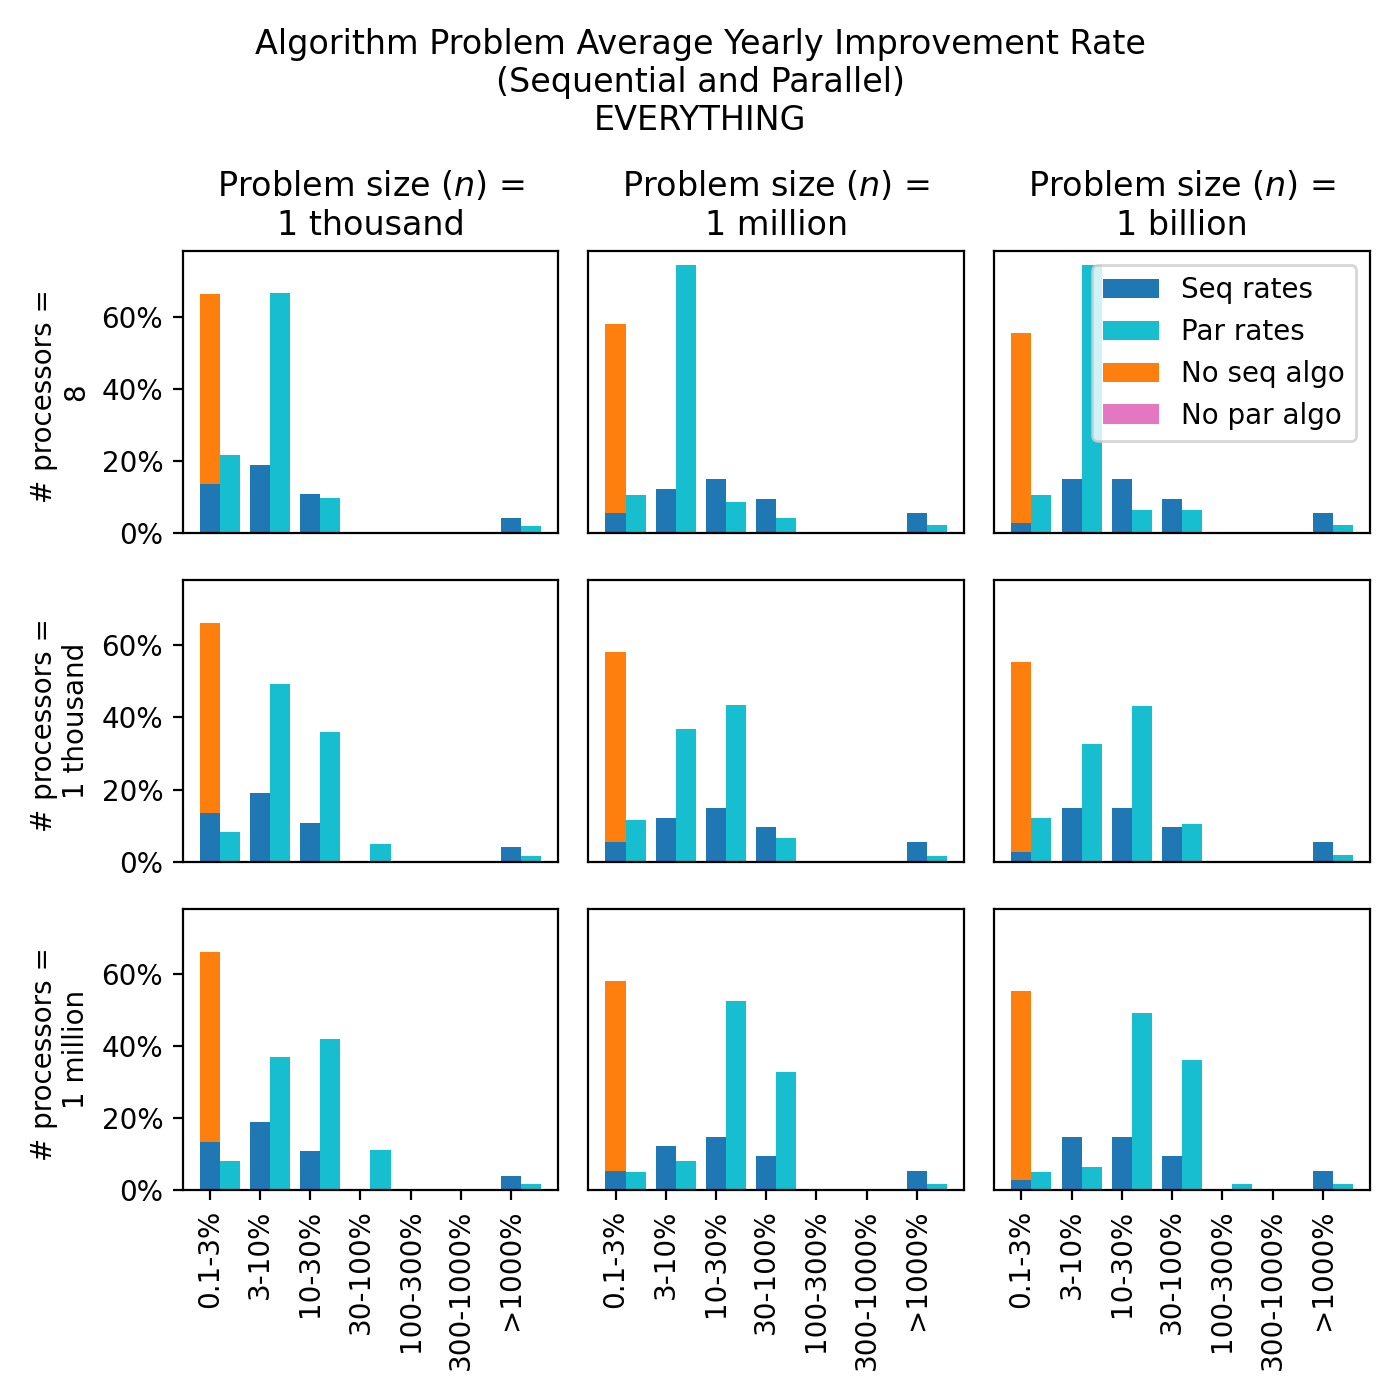 Algorithm Problem Average Yearly Improvement Rate
(Sequential and Parallel)
EVERYTHING
Problem size (n) =
1 thousand
Problem size (n) =
1 million
Problem size (n) =
1 billion
# processors =
8
60%
40%
20%
0%
Seq rates
Par rates
No seq algo
No par algo
# processors =
1 thousand
60%
40%
20%
0%
# processors =
1 million
60%
40%
20%
0%
0.1-3%
3-10%
10-30%
30-100%
100-300%
300-1000%
>1000%
0.1-3%
3-10%
10-30%
30-100%
100-300%
300-1000%
>1000%
0.1-3%
3-10%
10-30%
30-100%
100-300%
300-1000%
>1000%